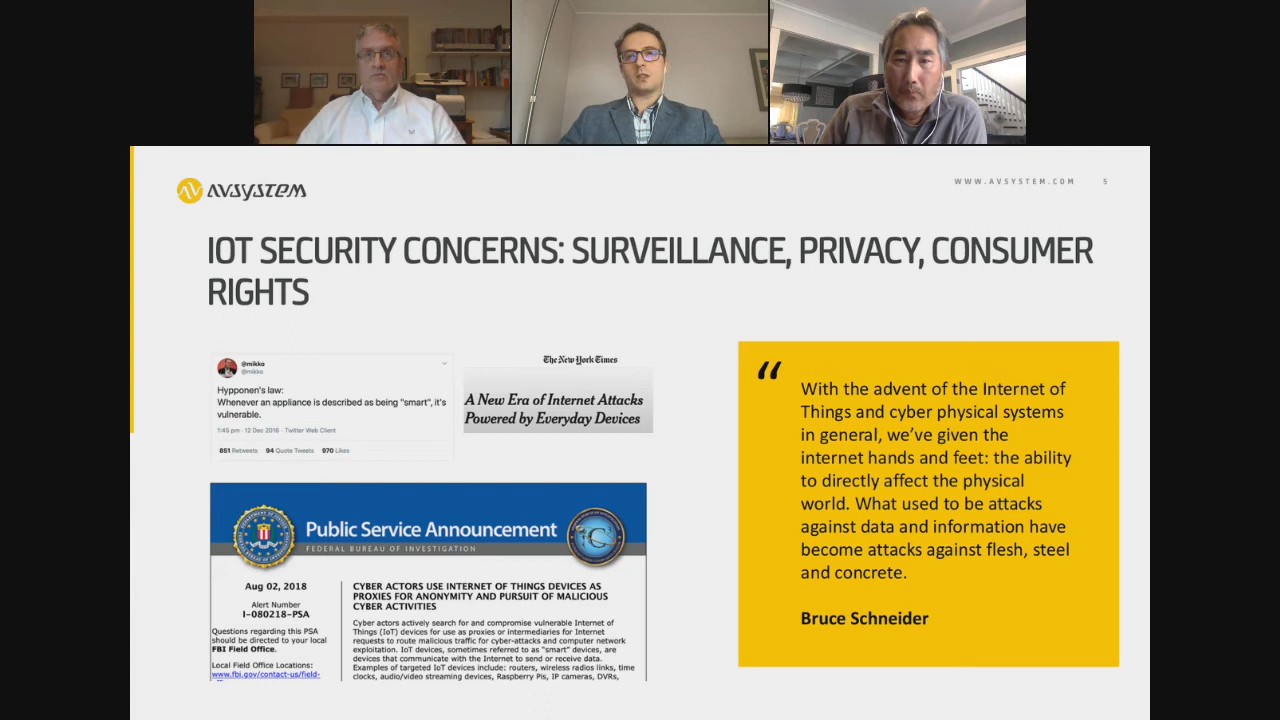 AVSYSTEM
WWW.AVSYSTEM.COM 5
IOT SECURITY CONCERNS: SURVEILLANCE, PRIVACY, CONSUMER
RIGHTS
@mikko
@mikko
Hypponen's law:
Whenever an appliance is described as being "smart", it's
vulnerable.
1:45 pm · 12 Dec 2016 · Twitter Web Client
851 Retweets 94 Quote Tweets 970 Likes
The New York Times
A New Era of Internet Attacks
Powered by Everyday Devices
Public Service Announcement
FEDERAL BUREAU OF INVESTIGATION
Aug 02, 2018
Alert Number
I-080218-PSA
Questions regarding this PSA
should be directed to your local
FBI Field Office.
Local Field Office Locations:
www.fbi.gov/contact-us/field-
CYBER ACTORS USE INTERNET OF THINGS DEVICES AS
PROXIES FOR ANONYMITY AND PURSUIT OF MALICIOUS
CYBER ACTIVITIES
Cyber actors actively search for and compromise vulnerable Internet of
Things (IoT) devices for use as proxies or intermediaries for Internet
requests to route malicious traffic for cyber-attacks and computer network
exploitation. IoT devices, sometimes referred to as "smart" devices, are
devices that communicate with the Internet to send or receive data.
Examples of targeted IoT devices include: routers, wireless radios links, time
clocks, audio/video streaming devices, Raspberry Pis, IP cameras, DVRs,
“
With the advent of the Internet of
Things and cyber physical systems
in general, we’ve given the
internet hands and feet: the ability
to directly affect the physical
world. What used to be attacks
against data and information have
become attacks against flesh, steel
and concrete.
Bruce Schneider